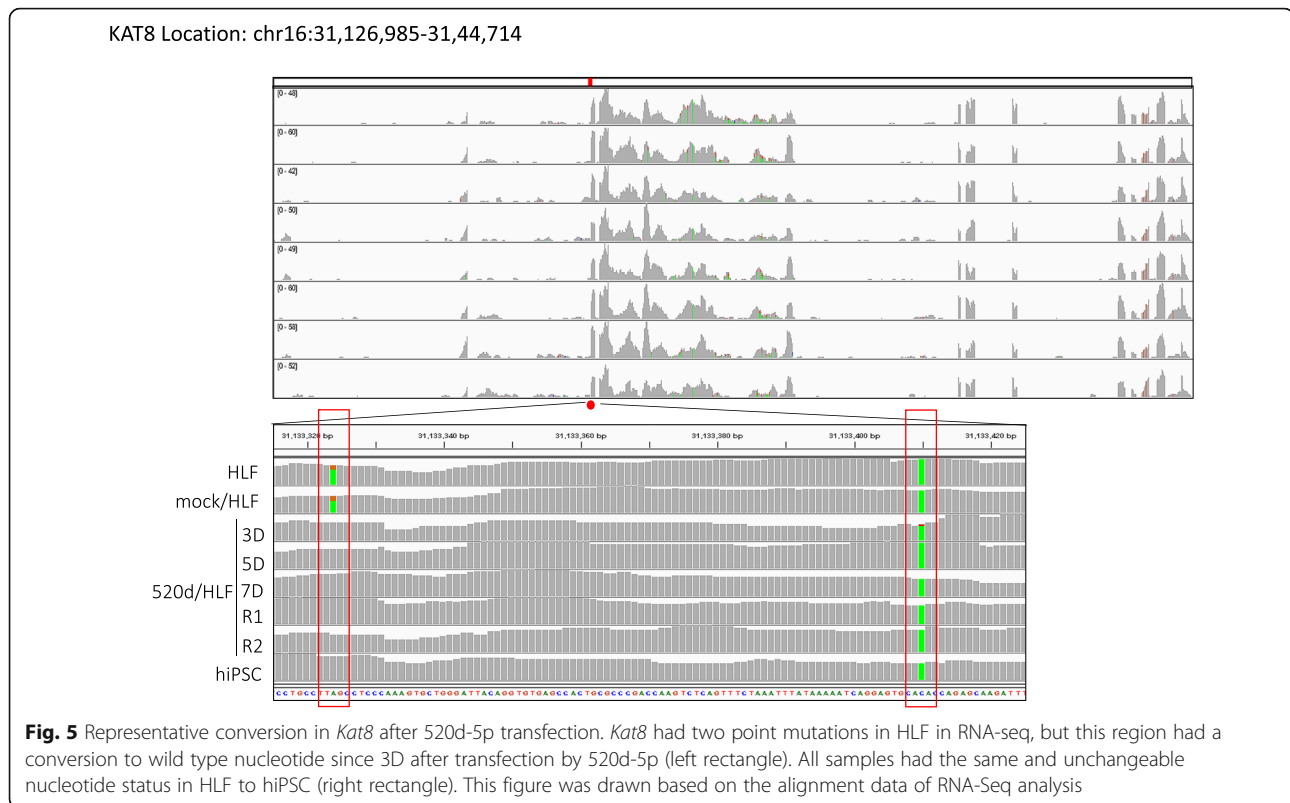 KAT8 Location: chr16:31,126,985-31,44,714
[0 - 48]
[0 - 60]
[0 - 42]
[0 - 50]
[0 - 49]
[0 - 60]
[0 - 58]
[0 - 52]
31,133,320 bp 31,133,340 bp 31,133,360 bp 31,133,380 bp 31,133,400 bp 31,133,420 bp
HLF
mock/HLF
3D
5D
520d/HLF 7D
R1
R2
hiPSC
CCTGCCTTAGCCTCCCAAAGTGCTGGGATTACAGGTGTGAGCCACTGCGCCCGACCAAGTCTCAGTTTCTAAATTTATAAAAATCAGGAGTGCACACCAGAGCAAGATTT
Fig. 5 Representative conversion in Kat8 after 520d-5p transfection. Kat8 had two point mutations in HLF in RNA-seq, but this region had a
conversion to wild type nucleotide since 3D after transfection by 520d-5p (left rectangle). All samples had the same and unchangeable
nucleotide status in HLF to hiPSC (right rectangle). This figure was drawn based on the alignment data of RNA-Seq analysis